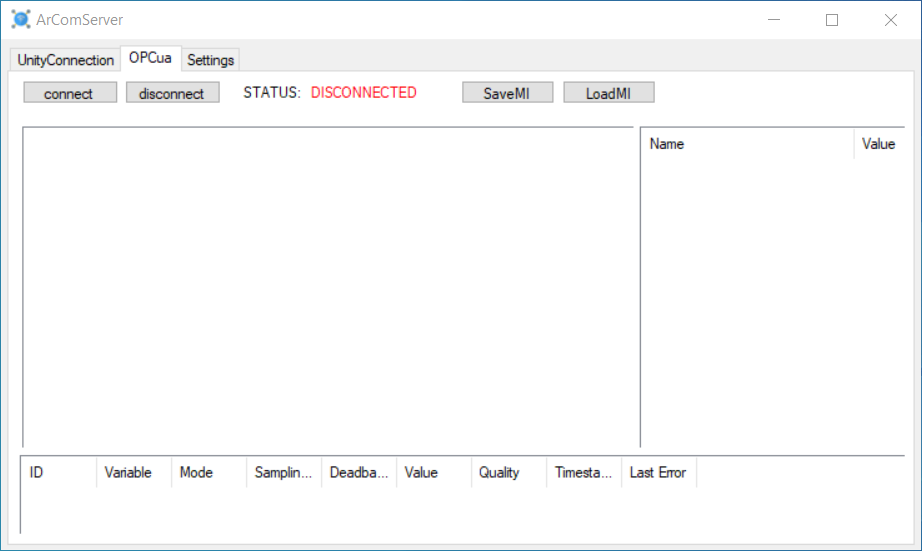 ArComServer
UnityConnection OPCua Settings
connect disconnect STATUS: DISCONNECTED SaveMI LoadMI
Name Value
ID Variable Mode Samplin... Deadba... Value Quality Timesta... Last Error